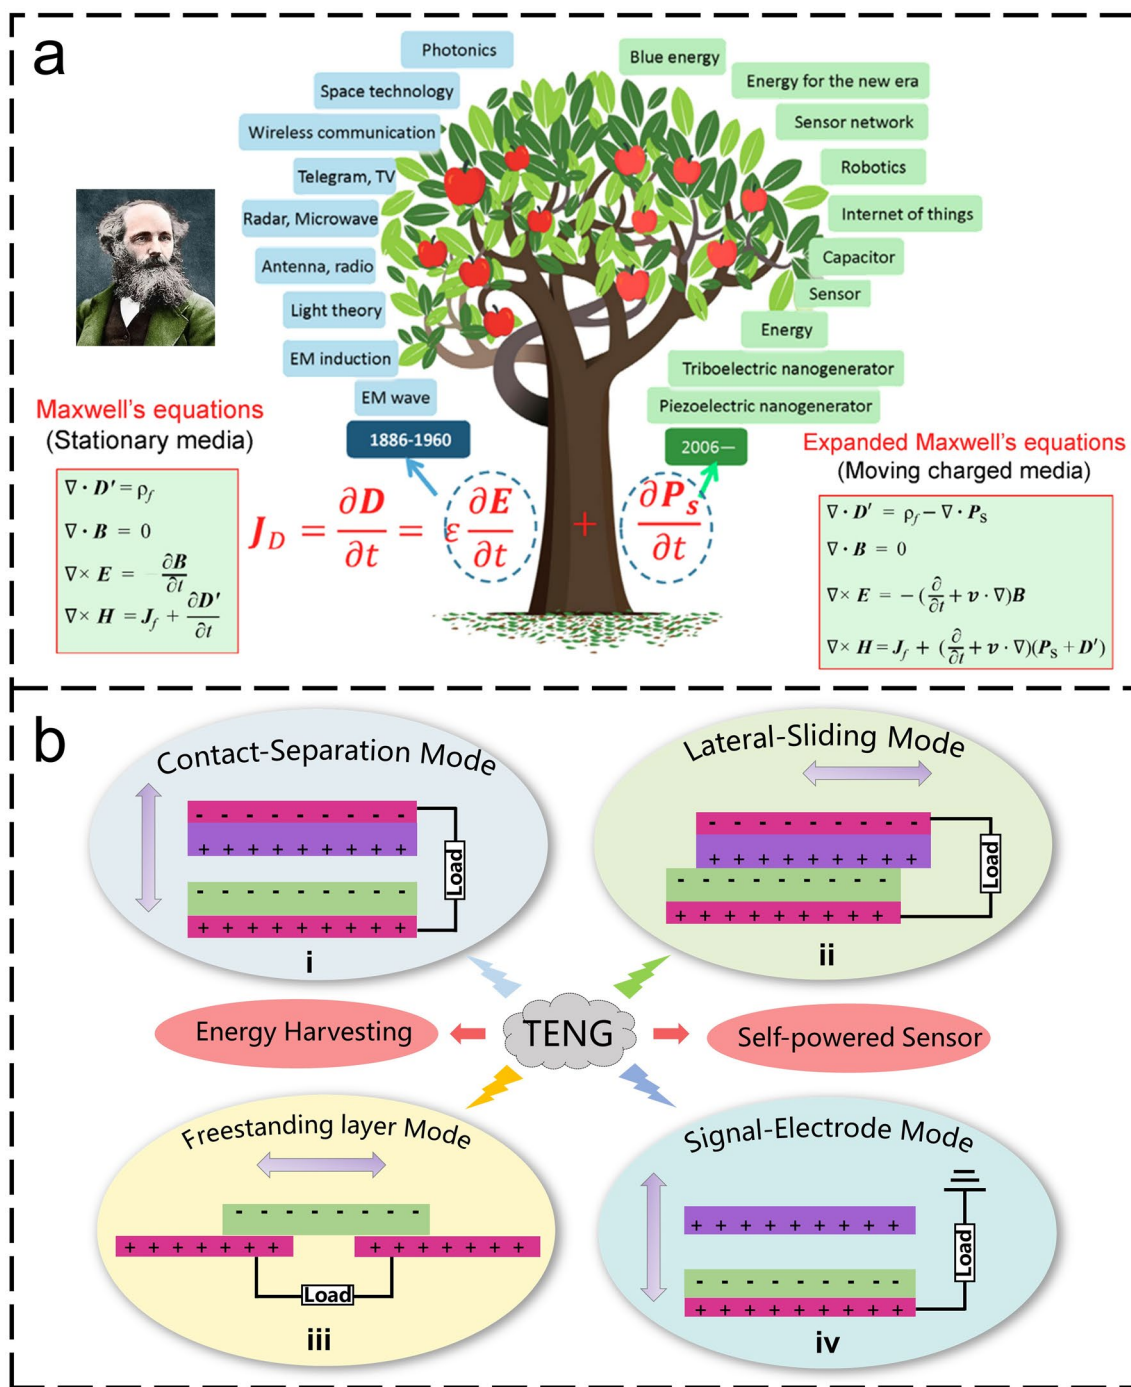 a
Photonics
Space technology
Wireless communication
Telegram, TV
Radar, Microwave
Antenna, radio
Light theory
EM induction
EM wave
1886-1960
Blue energy
Energy for the new era
Sensor network
Robotics
Internet of things
Capacitor
Sensor
Energy
Triboelectric nanogenerator
Piezoelectric nanogenerator
2006—
Maxwell's equations
(Stationary media)
∇ · D' = ρf
∇ · B = 0
∇× E = - ∂B/∂t
∇× H = Jf + ∂D'/∂t
J_D = ∂D/∂t = ε ∂E/∂t + ∂P_s/∂t
Expanded Maxwell's equations
(Moving charged media)
∇ · D' = ρf – ∇ · P_S
∇ · B = 0
∇× E = – (∂/∂t + v · ∇)B
∇× H = Jf + (∂/∂t + v · ∇)(P_S + D')
b
Contact-Separation Mode
- - - - - - - - -
+ + + + + + + + +
- - - - - - - - -
+ + + + + + + + +
Load
i
Lateral-Sliding Mode
- - - - - - - - -
+ + + + + + + + +
- - - - - - - - -
+ + + + + + + + +
Load
ii
Energy Harvesting
TENG
Self-powered Sensor
Freestanding layer Mode
- - - - - - - -
+ + + + + + + + + + + + + +
Load
iii
Signal-Electrode Mode
+ + + + + + + + +
- - - - - - - - -
+ + + + + + + + +
Load
iv